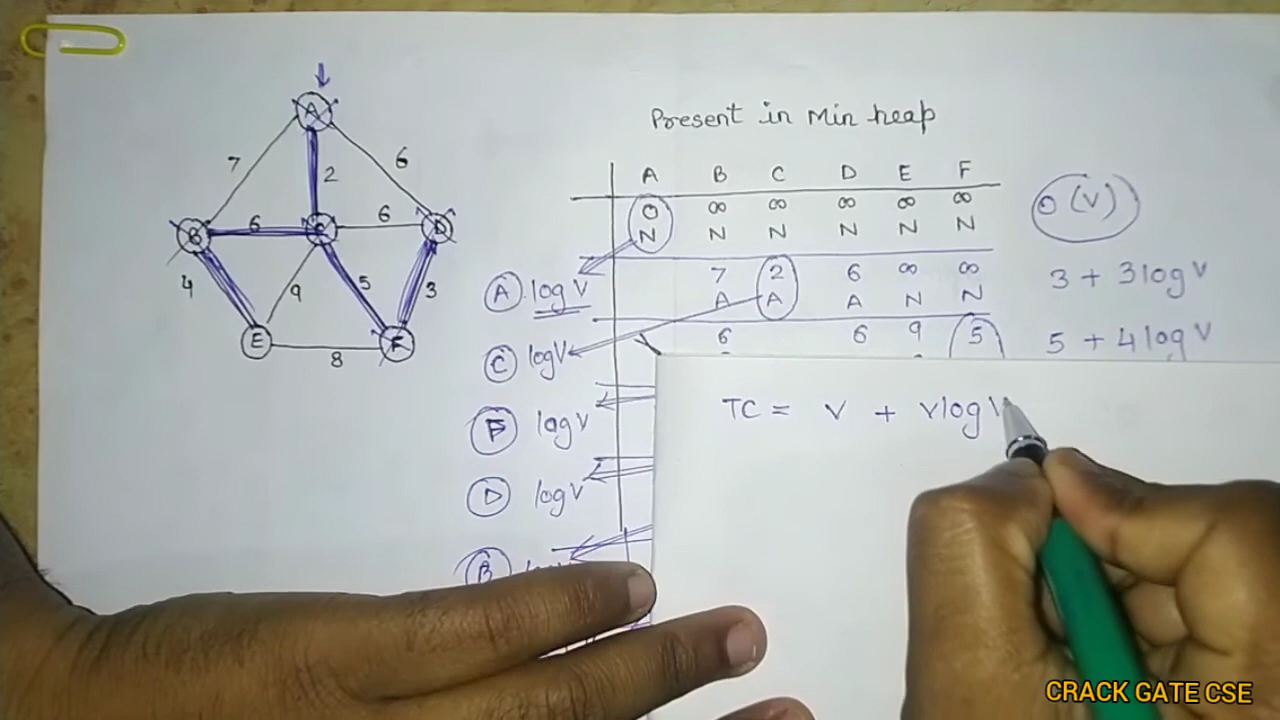 A
7
2
6
B
6
C
6
D
4
9
5
3
E
8
F
Present in Min heap
A B C D E F
0 ∞ ∞ ∞ ∞ ∞
N N N N N N
O(V)
A log V
7 2 6 ∞ ∞
A A A N N
3 + 3 log V
C log V
6 6 9 5
5 + 4 log V
F log V
D log V
B
TC = V + V log V
CRACK GATE CSE